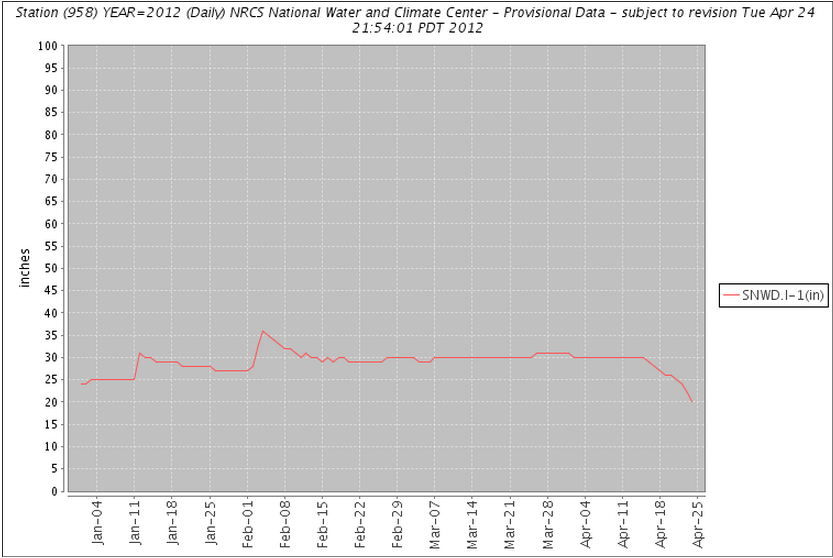 Station (958) YEAR=2012 (Daily) NRCS National Water and Climate Center - Provisional Data - subject to revision Tue Apr 24
21:54:01 PDT 2012
100
95
90
85
80
75
70
65
60
55
50
45
40
35
30
25
20
15
10
5
0
inches
Jan-04
Jan-11
Jan-18
Jan-25
Feb-01
Feb-08
Feb-15
Feb-22
Feb-29
Mar-07
Mar-14
Mar-21
Mar-28
Apr-04
Apr-11
Apr-18
Apr-25
SNWD.I-1(in)